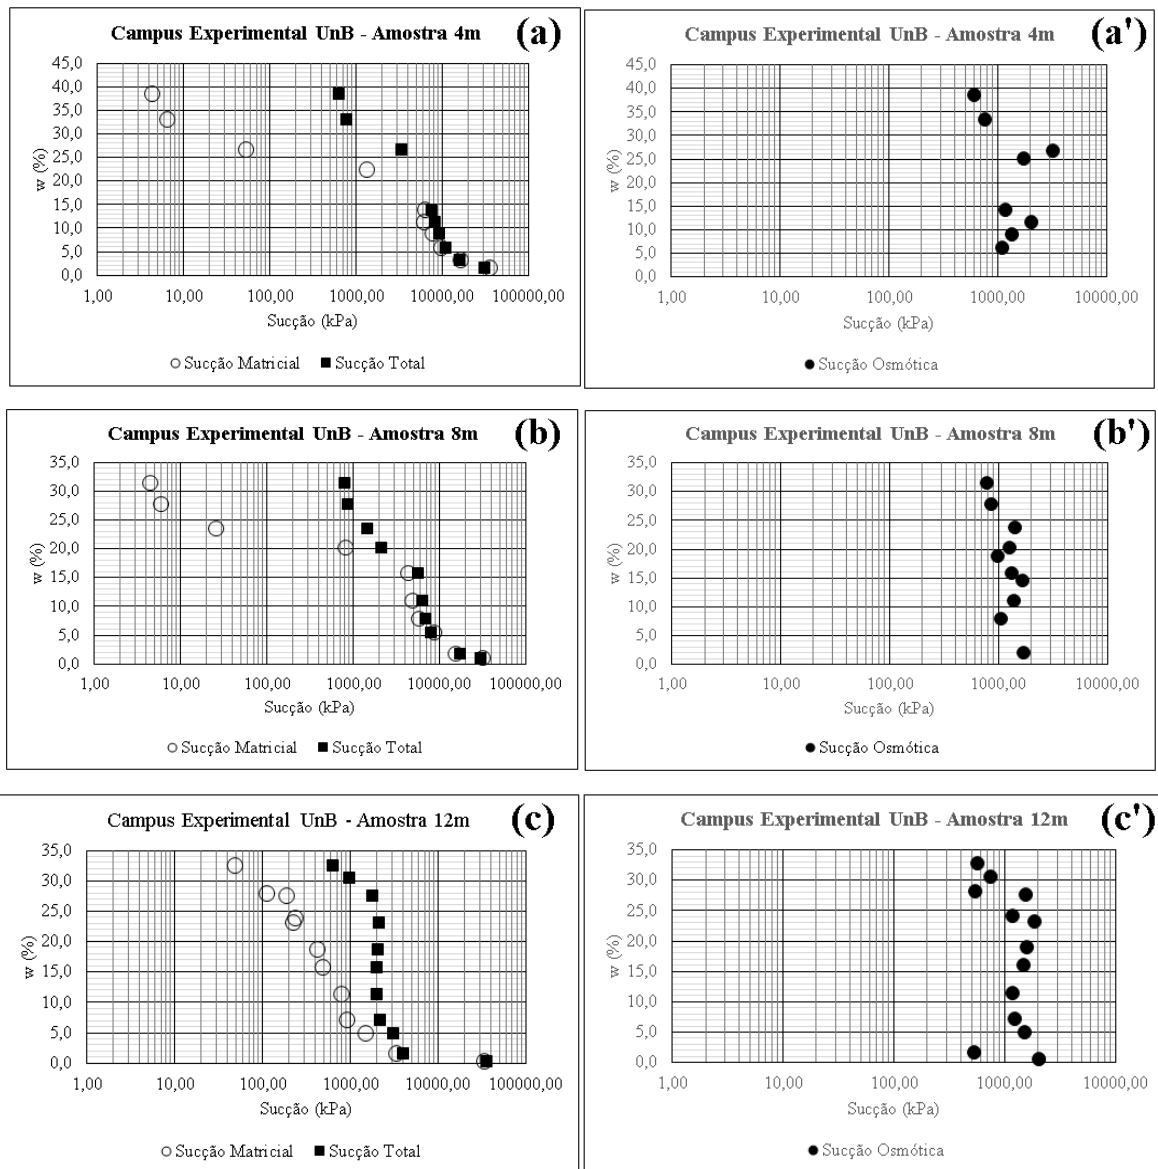 Campus Experimental UnB - Amostra 4m (a)
45,0
40,0
35,0
30,0
25,0
20,0
15,0
10,0
5,0
0,0
w (%)
1,00 10,00 100,00 1000,00 10000,00 100000,00
Sucção (kPa)
Sucção Matricial Sucção Total
Campus Experimental UnB - Amostra 4m (a')
45,0
40,0
35,0
30,0
25,0
20,0
15,0
10,0
5,0
0,0
w (%)
1,00 10,00 100,00 1000,00 10000,00
Sucção (kPa)
Sucção Osmótica
Campus Experimental UnB - Amostra 8m (b)
35,0
30,0
25,0
20,0
15,0
10,0
5,0
0,0
w (%)
1,00 10,00 100,00 1000,00 10000,00 100000,00
Sucção (kPa)
Sucção Matricial Sucção Total
Campus Experimental UnB - Amostra 8m (b')
35,0
30,0
25,0
20,0
15,0
10,0
5,0
0,0
w (%)
1,00 10,00 100,00 1000,00 10000,00
Sucção (kPa)
Sucção Osmótica
Campus Experimental UnB - Amostra 12m (c)
35,0
30,0
25,0
20,0
15,0
10,0
5,0
0,0
w (%)
1,00 10,00 100,00 1000,00 10000,00 100000,00
Sucção (kPa)
Sucção Matricial Sucção Total
Campus Experimental UnB - Amostra 12m (c')
35,0
30,0
25,0
20,0
15,0
10,0
5,0
0,0
w (%)
1,00 10,00 100,00 1000,00 10000,00
Sucção (kPa)
Sucção Osmótica